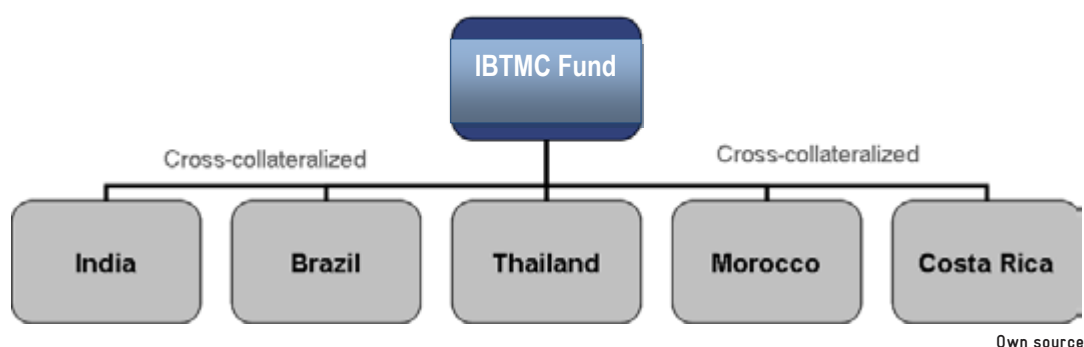 IBTMC Fund
Cross-collateralized
Cross-collateralized
India
Brazil
Thailand
Morocco
Costa Rica
Own source